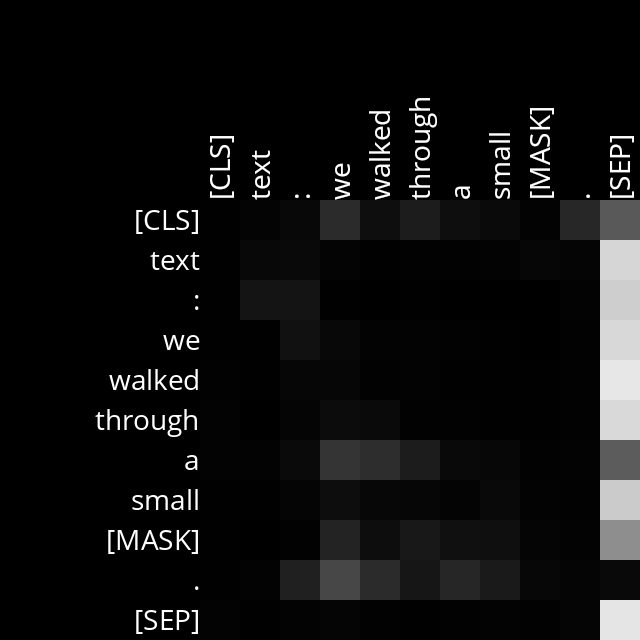 [CLS] text : we walked through a small [MASK] . [SEP]
[CLS]
text
:
we
walked
through
a
small
[MASK]
.
[SEP]